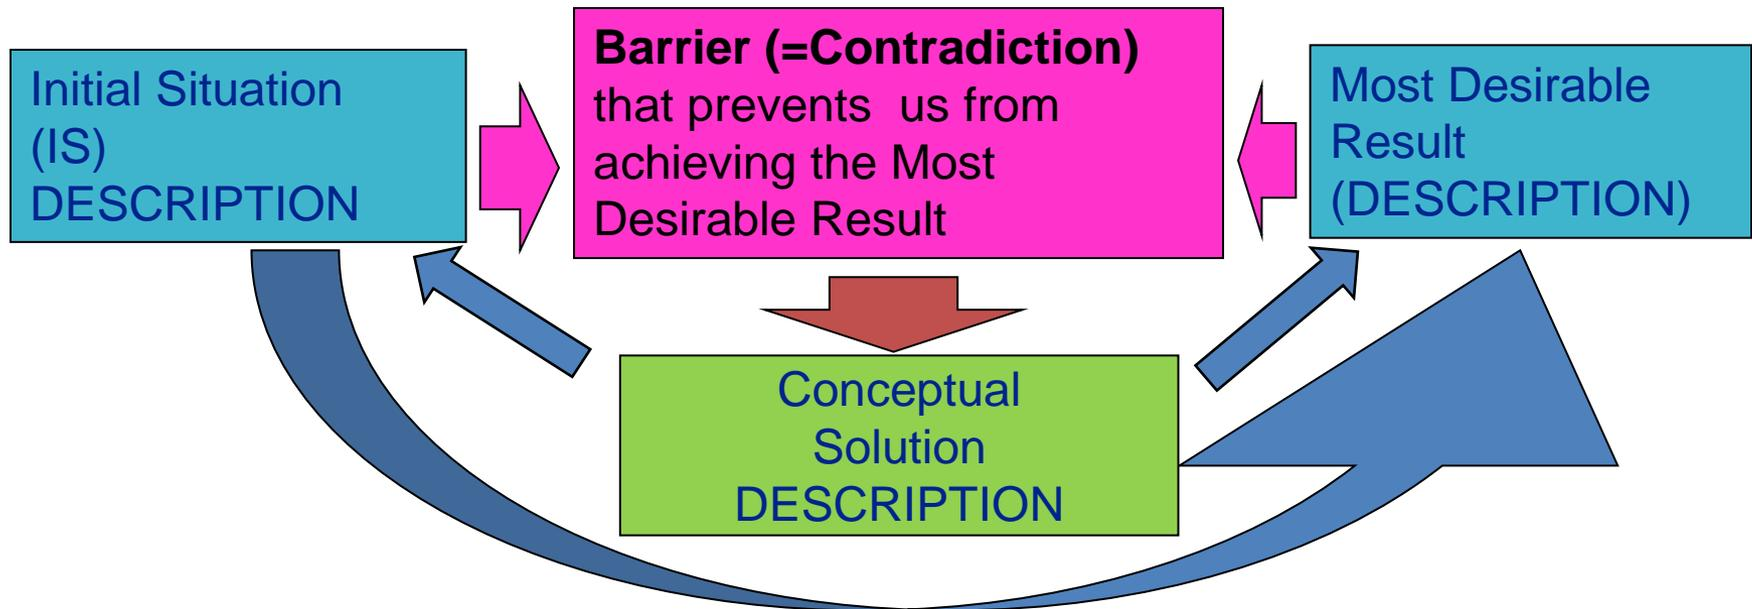 Initial Situation
(IS)
DESCRIPTION
Barrier (=Contradiction)
that prevents us from
achieving the Most
Desirable Result
Most Desirable
Result
(DESCRIPTION)
Conceptual
Solution
DESCRIPTION